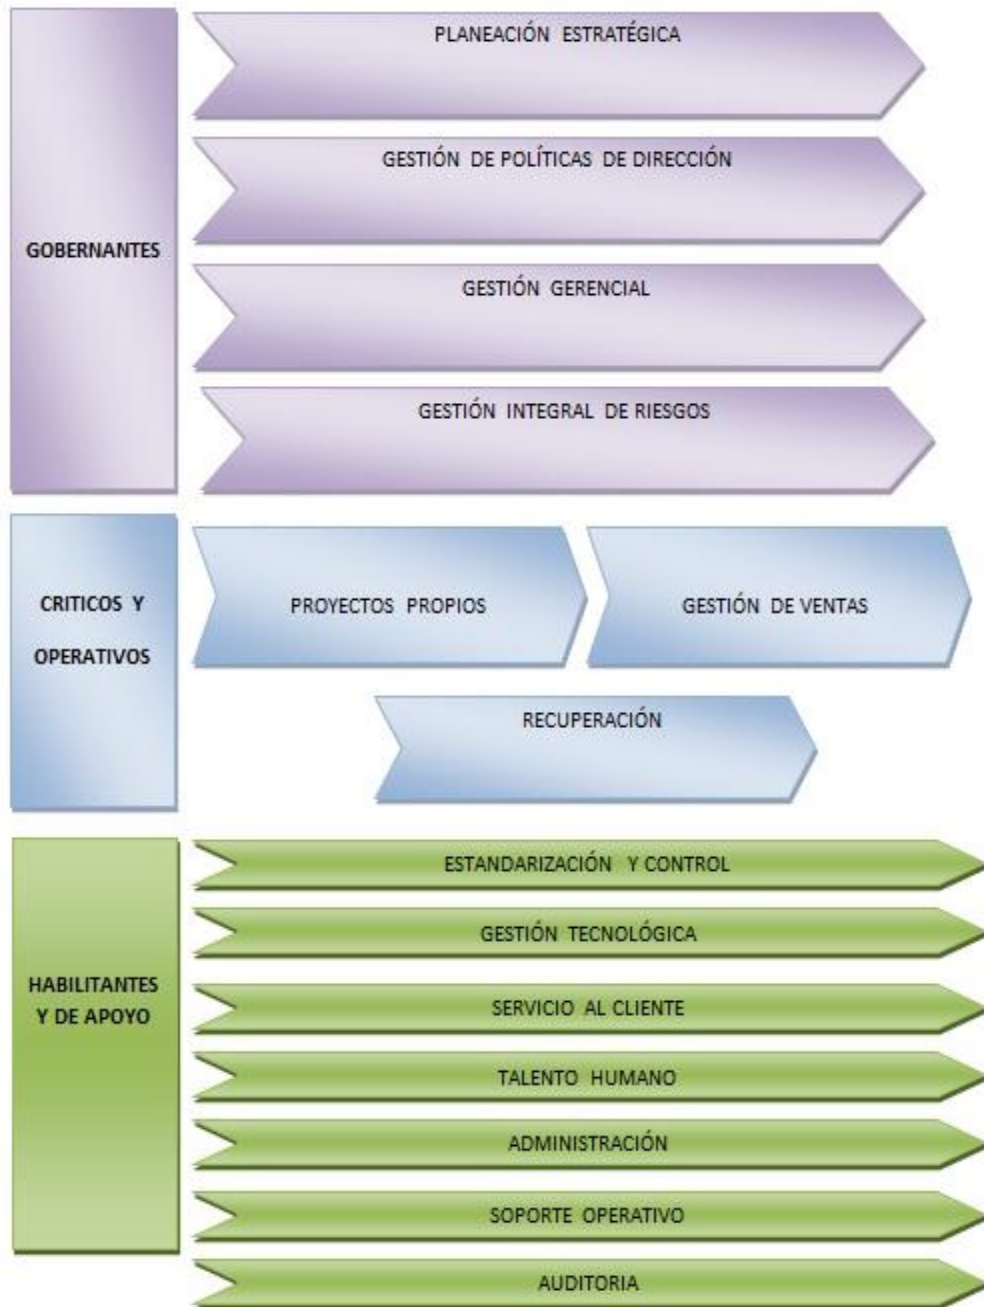 GOBERNANTES
PLANEACIÓN ESTRATÉGICA
GESTIÓN DE POLÍTICAS DE DIRECCIÓN
GESTIÓN GERENCIAL
GESTIÓN INTEGRAL DE RIESGOS
CRITICOS Y
OPERATIVOS
PROYECTOS PROPIOS
GESTIÓN DE VENTAS
RECUPERACIÓN
HABILITANTES
Y DE APOYO
ESTANDARIZACIÓN Y CONTROL
GESTIÓN TECNOLÓGICA
SERVICIO AL CLIENTE
TALENTO HUMANO
ADMINISTRACIÓN
SOPORTE OPERATIVO
AUDITORIA